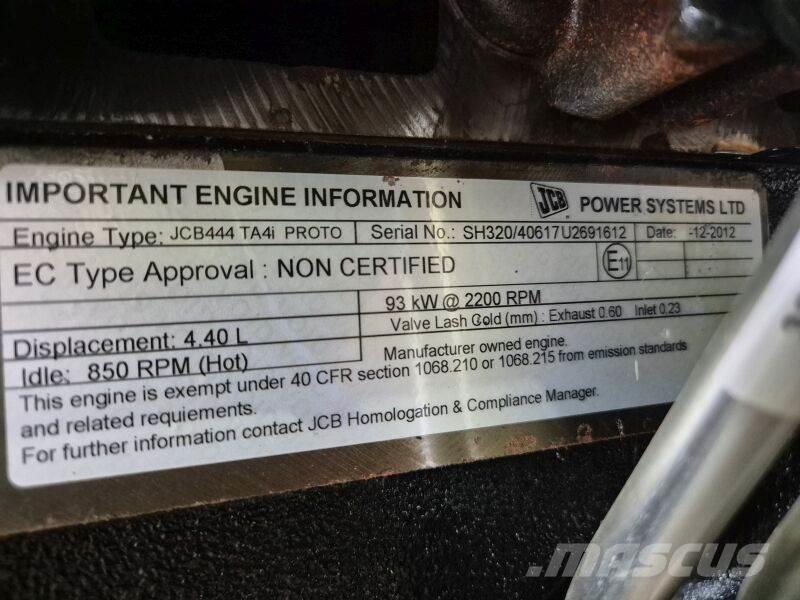 IMPORTANT ENGINE INFORMATION JCB POWER SYSTEMS LTD
Engine Type: JCB444 TA4i PROTO Serial No.: SH320/40617U2691612 Date: -12-2012
EC Type Approval : NON CERTIFIED E11
93 kW @ 2200 RPM
Displacement: 4.40 L Valve Lash Cold (mm) : Exhaust 0.60 Inlet 0.23
Idle: 850 RPM (Hot) Manufacturer owned engine.
This engine is exempt under 40 CFR section 1068.210 or 1068.215 from emission standards
and related requiements.
For further information contact JCB Homologation & Compliance Manager.
mascus